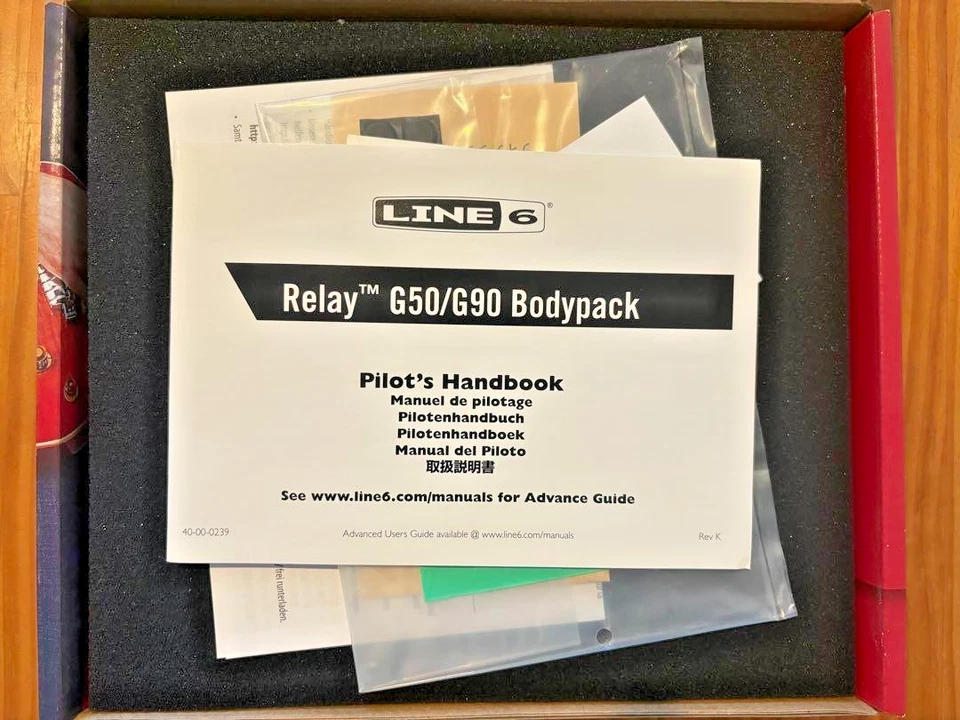 LINE 6®
Relay™ G50/G90 Bodypack
Pilot's Handbook
Manuel de pilotage
Pilotenhandbuch
Pilotenhandboek
Manual del Piloto
取扱説明書
See www.line6.com/manuals for Advance Guide
40-00-0239
Advanced Users Guide available @ www.line6.com/manuals
Rev K
frei runterladen.